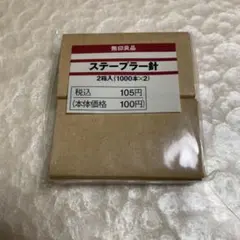 無印良品
ステープラー針
2箱入(1000本×2)
税込 105円
(本体価格 100円)